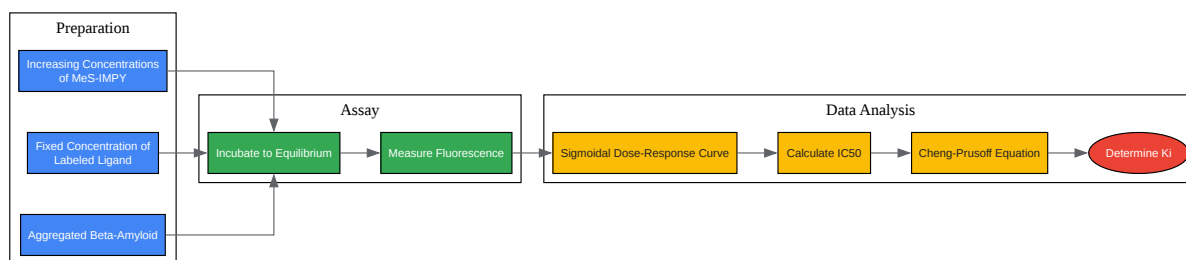 Preparation
Increasing Concentrations
of MeS-IMPY
Fixed Concentration of
Labeled Ligand
Aggregated Beta-Amyloid
Assay
Incubate to Equilibrium
Measure Fluorescence
Data Analysis
Sigmoidal Dose-Response Curve
Calculate IC50
Cheng-Prusoff Equation
Determine Ki